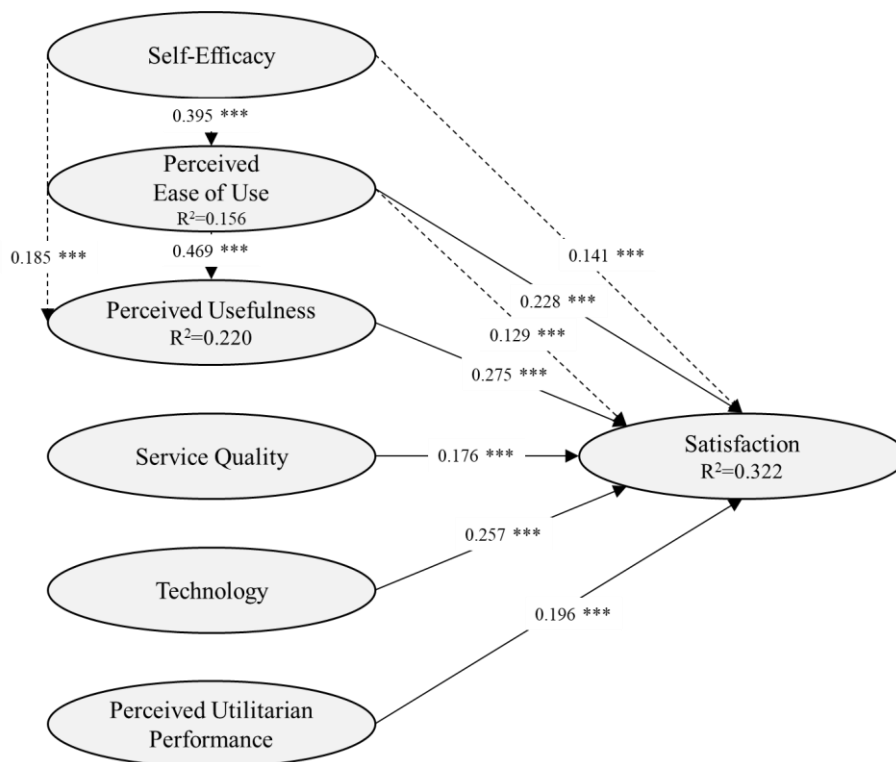 Self-Efficacy
0.395 ***
Perceived
Ease of Use
R²=0.156
0.469 ***
0.185 ***
0.141 ***
0.228 ***
Perceived Usefulness
R²=0.220
0.129 ***
0.275 ***
Service Quality
0.176 ***
Satisfaction
R²=0.322
0.257 ***
Technology
0.196 ***
Perceived Utilitarian
Performance